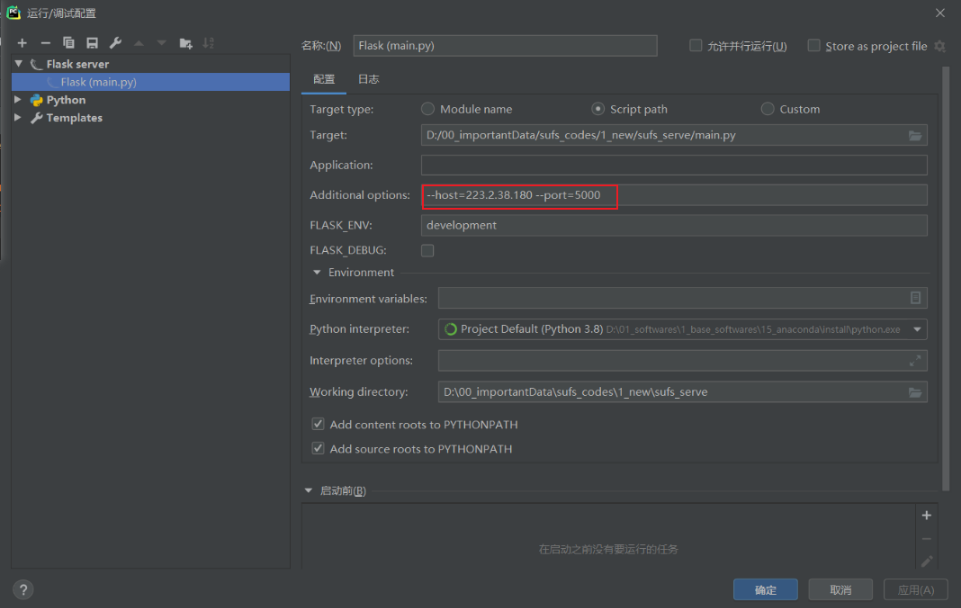 运行/调试配置
Flask server
Flask (main.py)
Python
Templates
名称:(N) Flask (main.py) 允许并行运行(U) Store as project file
配置 日志
Target type: Module name Script path Custom
Target: D:/00_importantData/sufs_codes/1_new/sufs_serve/main.py
Application:
Additional options: --host=223.2.38.180 --port=5000
FLASK_ENV: development
FLASK_DEBUG:
Environment
Environment variables:
Python interpreter: Project Default (Python 3.8) D:\01_softwares\1_base_softwares\15_anaconda\install\python.exe
Interpreter options:
Working directory: D:\00_importantData\sufs_codes\1_new\sufs_serve
Add content roots to PYTHONPATH
Add source roots to PYTHONPATH
启动前(B)
在启动之前没有要运行的任务
? 确定 取消 应用(A)